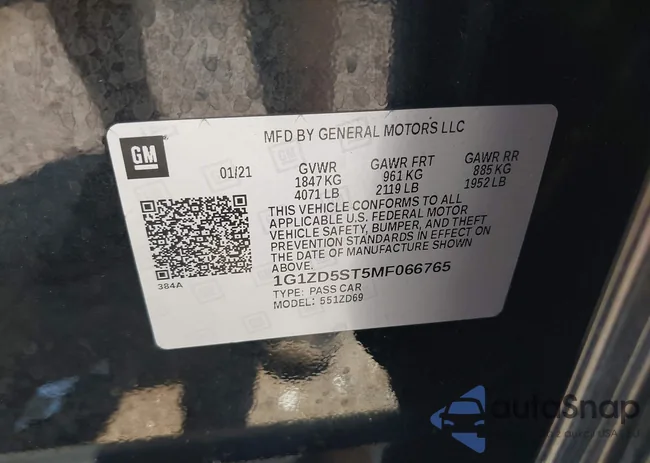 GM
MFD BY GENERAL MOTORS LLC
01/21
GVWR
1847 KG
4071 LB
GAWR FRT
961 KG
2119 LB
GAWR RR
885 KG
1952 LB
THIS VEHICLE CONFORMS TO ALL
APPLICABLE U.S. FEDERAL MOTOR
VEHICLE SAFETY, BUMPER, AND THEFT
PREVENTION STANDARDS IN EFFECT ON
THE DATE OF MANUFACTURE SHOWN
ABOVE.
384A
1G1ZD5ST5MF066765
TYPE: PASS CAR
MODEL: 551ZD69
autoSnap